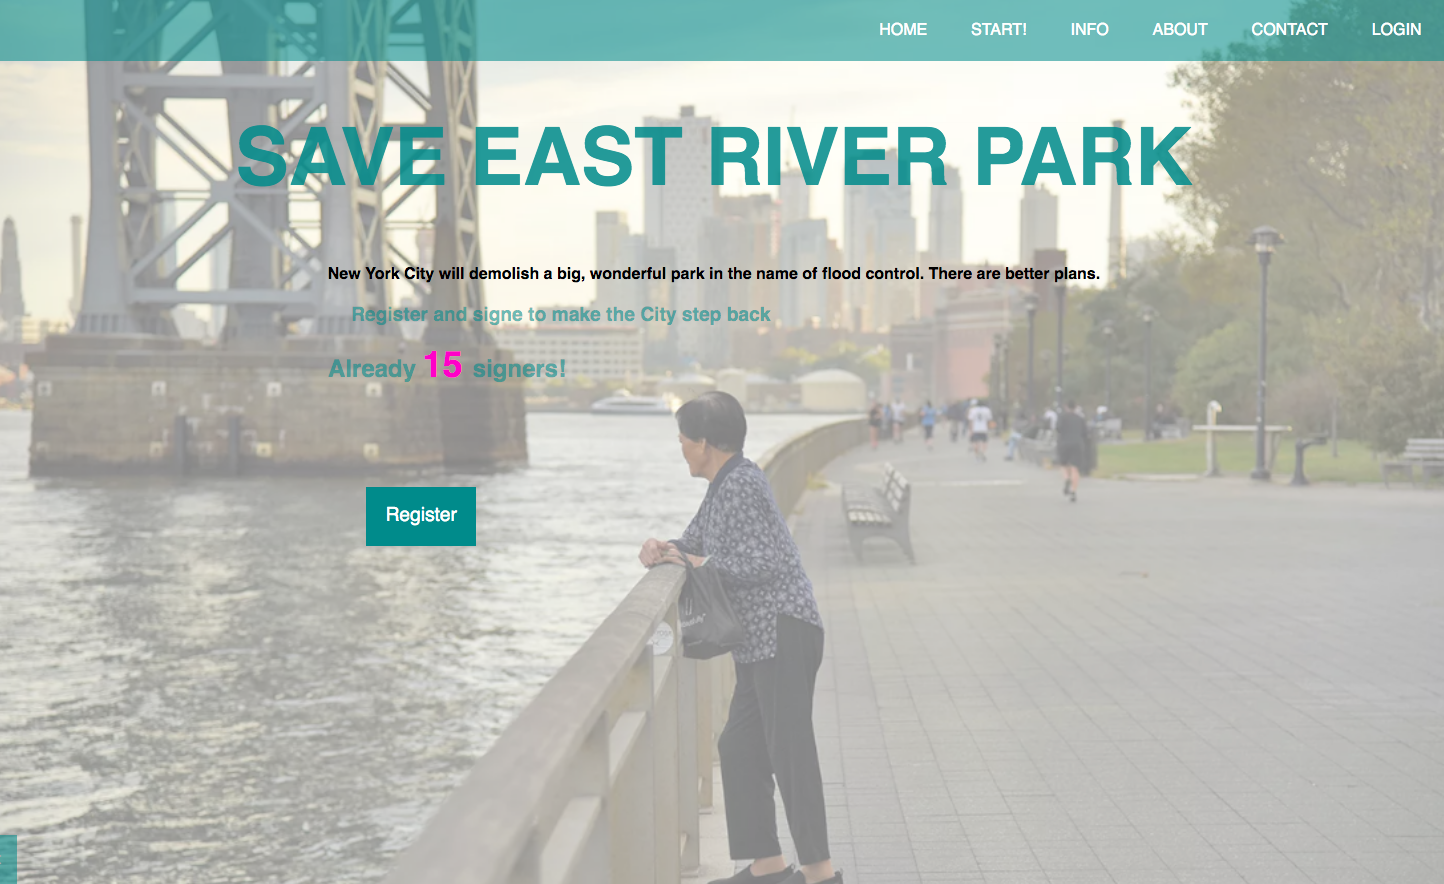 HOME START! INFO ABOUT CONTACT LOGIN
SAVE EAST RIVER PARK
New York City will demolish a big, wonderful park in the name of flood control. There are better plans.
Register and signe to make the City step back
Already 15 signers!
Register